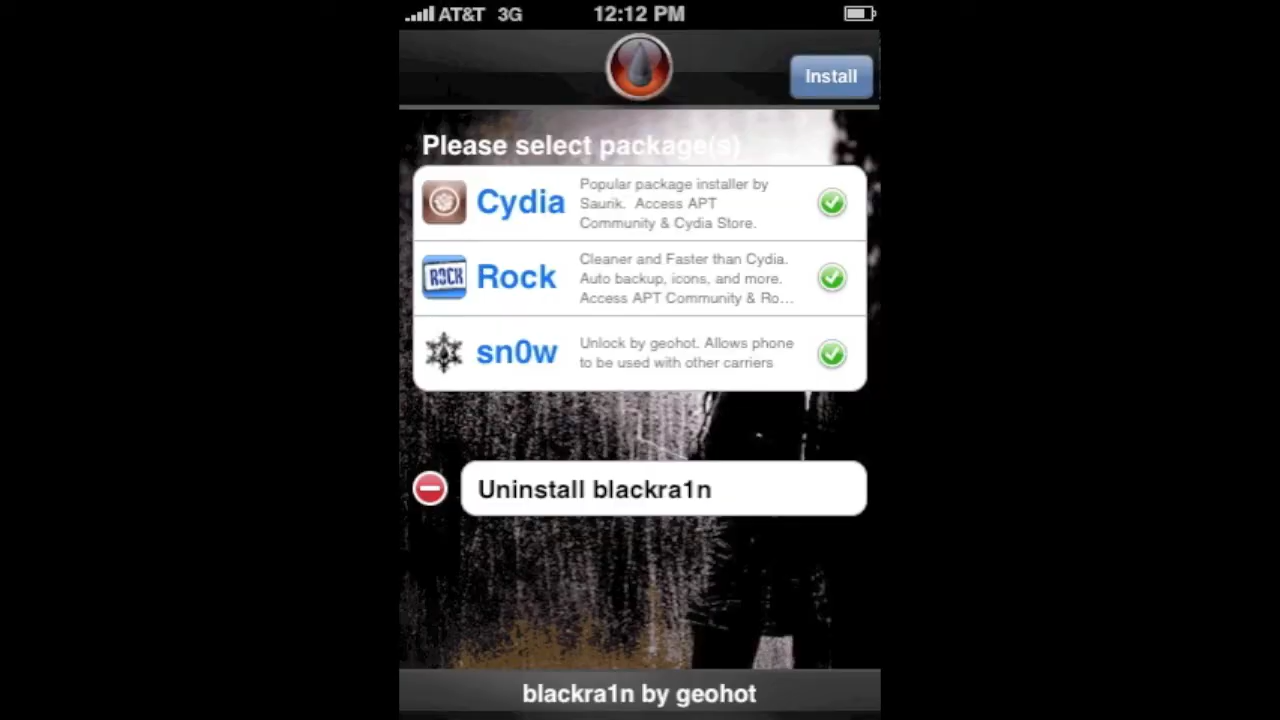 AT&T 3G 12:12 PM
Install
Please select package(s)
Cydia
Popular package installer by
Saurik. Access APT
Community & Cydia Store.
ROCK
Rock
Cleaner and Faster than Cydia.
Auto backup, icons, and more.
Access APT Community & Ro...
sn0w
Unlock by geohot. Allows phone
to be used with other carriers
Uninstall blackra1n
blackra1n by geohot